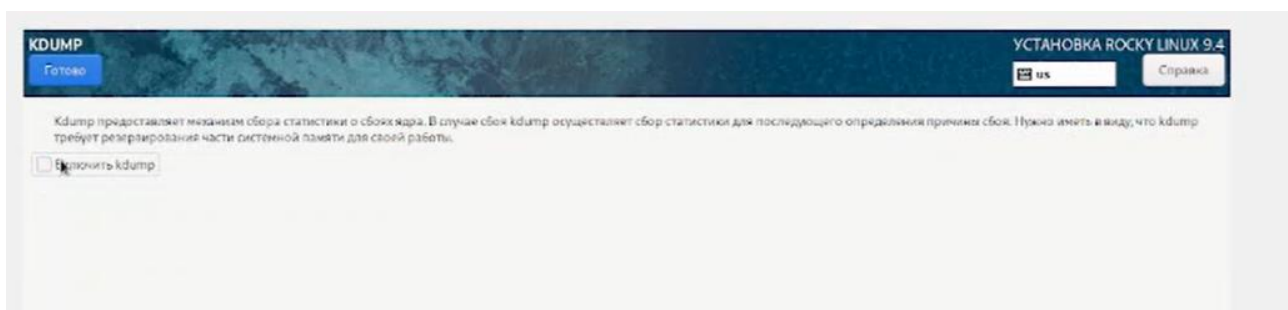 KDUMP
УСТАНОВКА ROCKY LINUX 9.4
Готово
us
Справка
Kdump предоставляет механизм сбора статистики о сбоях ядра. В случае сбоя kdump осуществляет сбор статистики для последующего определения причины сбоя. Нужно иметь в виду, что kdump
требует резервирования части системной памяти для своей работы.
Включить kdump